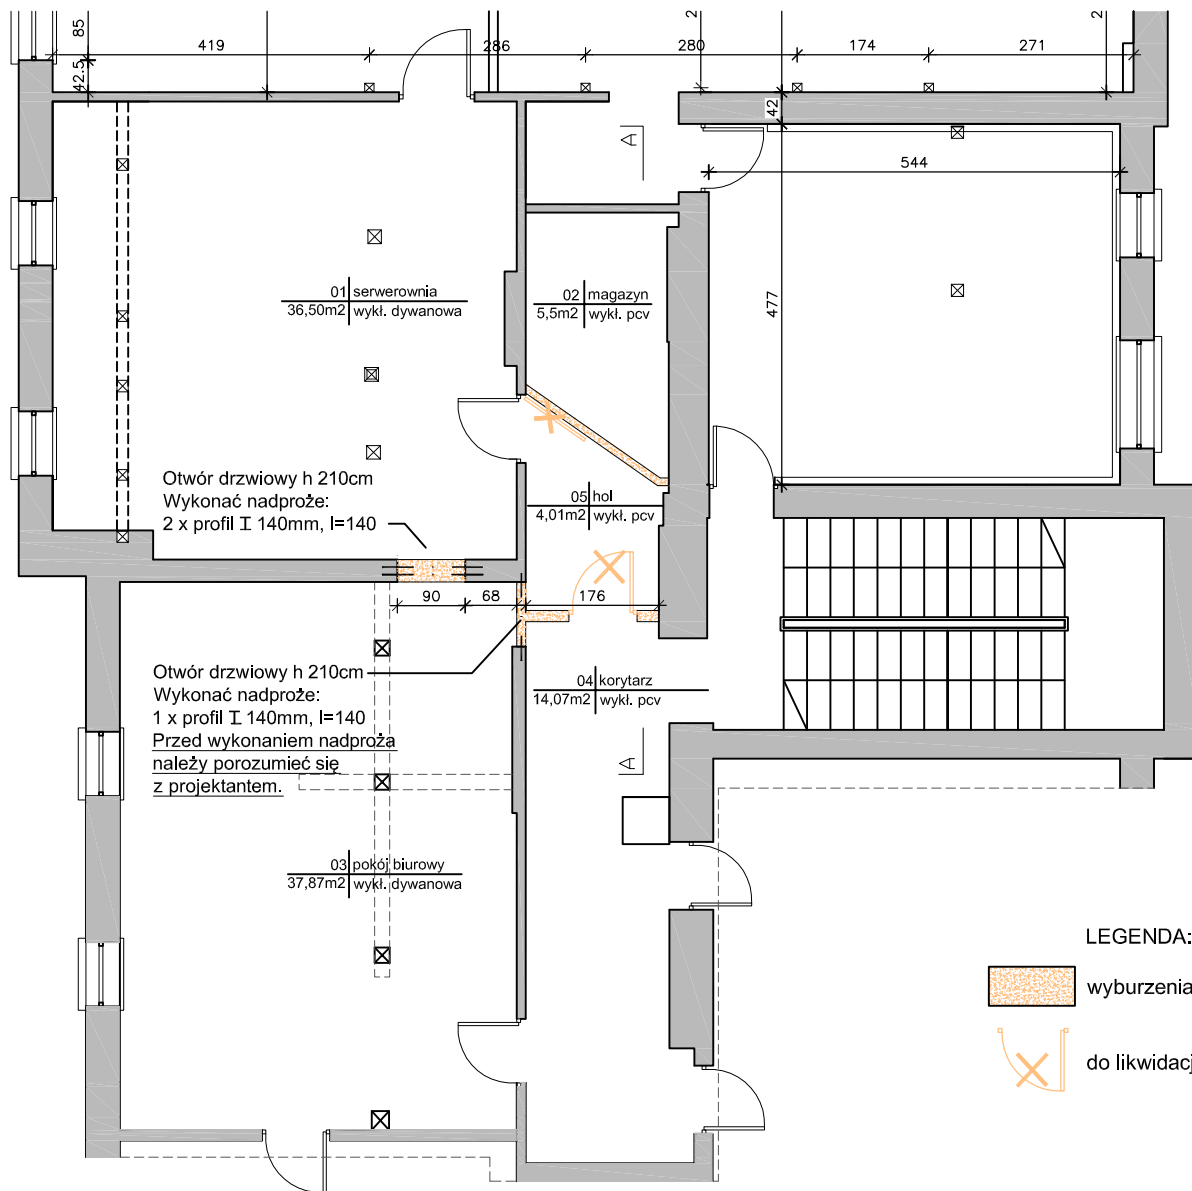 85
42.5
419
286
280
174
271
2
2
42
A
544
477
01 serwerownia
36,50m2 wykł. dywanowa
02 magazyn
5,5m2 wykł. pcv
Otwór drzwiowy h 210cm
Wykonać nadproże:
2 x profil I 140mm, l=140
05 hol
4,01m2 wykł. pcv
90
68
176
Otwór drzwiowy h 210cm
Wykonać nadproże:
1 x profil I 140mm, l=140
Przed wykonaniem nadproża
należy porozumieć się
z projektantem.
04 korytarz
14,07m2 wykł. pcv
A
03 pokój biurowy
37,87m2 wykł. dywanowa
LEGENDA:
wyburzenia
do likwidacj